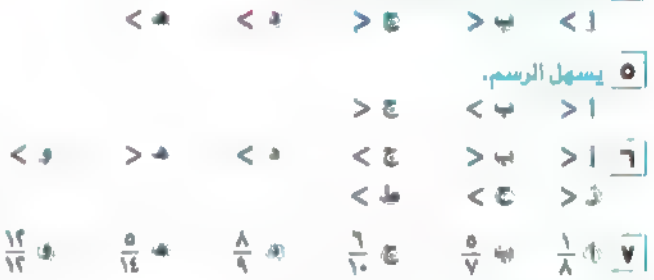 أ > ب < ج < د < هـ >
٥ يسهل الرسم.
أ < ب > ج <
٦ أ < ب < ج > د > هـ < و >
ز < ح > ط >
٧ أ ١/٨ ب ٥/٧ ج ٦/١٠ د ٨/٩ هـ ٥/١٤ و ١٢/١٣